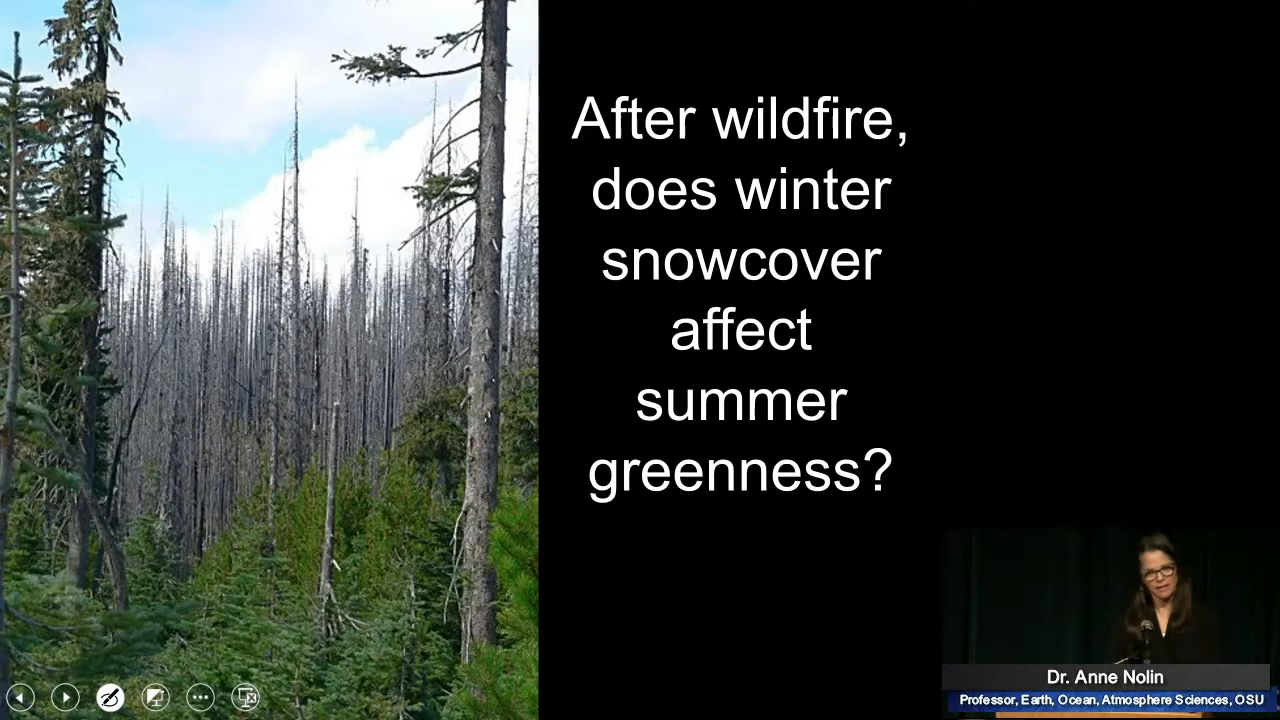 After wildfire,
does winter
snowcover
affect
summer
greenness?
Dr. Anne Nolin
Professor, Earth, Ocean, Atmosphere Sciences, OSU